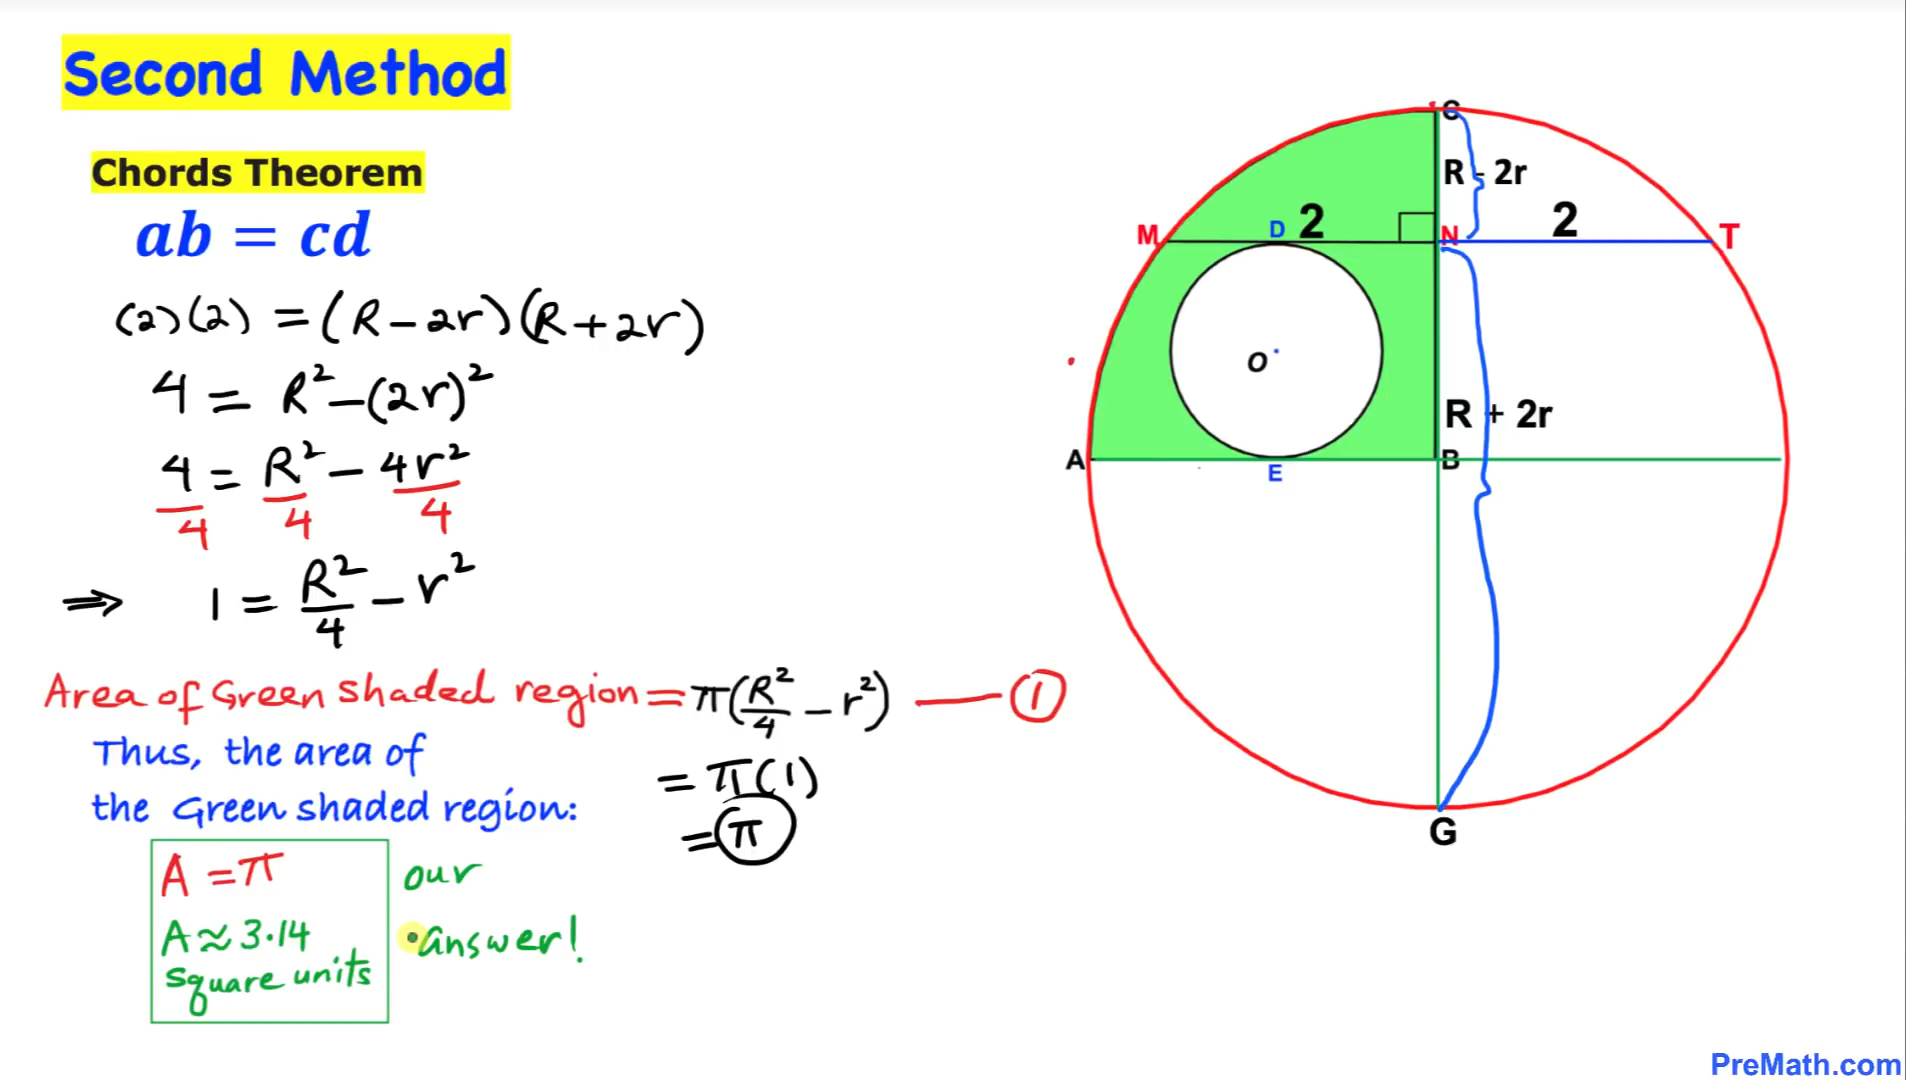 Second Method
Chords Theorem
ab = cd
(2)(2) = (R - 2r)(R + 2r)
4 = R² - (2r)²
4/4 = R²/4 - 4r²/4
⇒ 1 = R²/4 - r²
Area of Green shaded region = π(R²/4 - r²) — ①
= π(1)
= π
Thus, the area of
the Green shaded region:
A = π
A ≈ 3.14
square units
our
answer!
C
R - 2r
M
D
2
N
2
T
O
R + 2r
A
E
B
G
PreMath.com